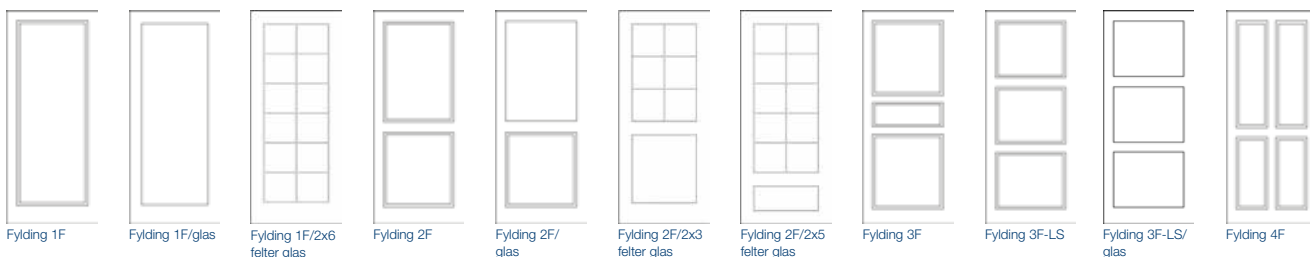 Fylding 1F
Fylding 1F/glas
Fylding 1F/2x6
felter glas
Fylding 2F
Fylding 2F/
glas
Fylding 2F/2x3
felter glas
Fylding 2F/2x5
felter glas
Fylding 3F
Fylding 3F-LS
Fylding 3F-LS/
glas
Fylding 4F